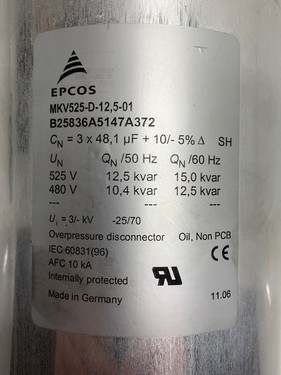 EPCOS
MKV525-D-12,5-01
B25836A5147A372
CN = 3 x 48,1 µF + 10/- 5% Δ SH
UN QN /50 Hz QN /60 Hz
525 V 12,5 kvar 15,0 kvar
480 V 10,4 kvar 12,5 kvar
--- --- ---
--- --- ---
Ui = 3/- kV -25/70
Overpressure disconnector Oil, Non PCB
IEC 60831(96) CE
AFC 10 kA
Internally protected RU
Made in Germany 11.06